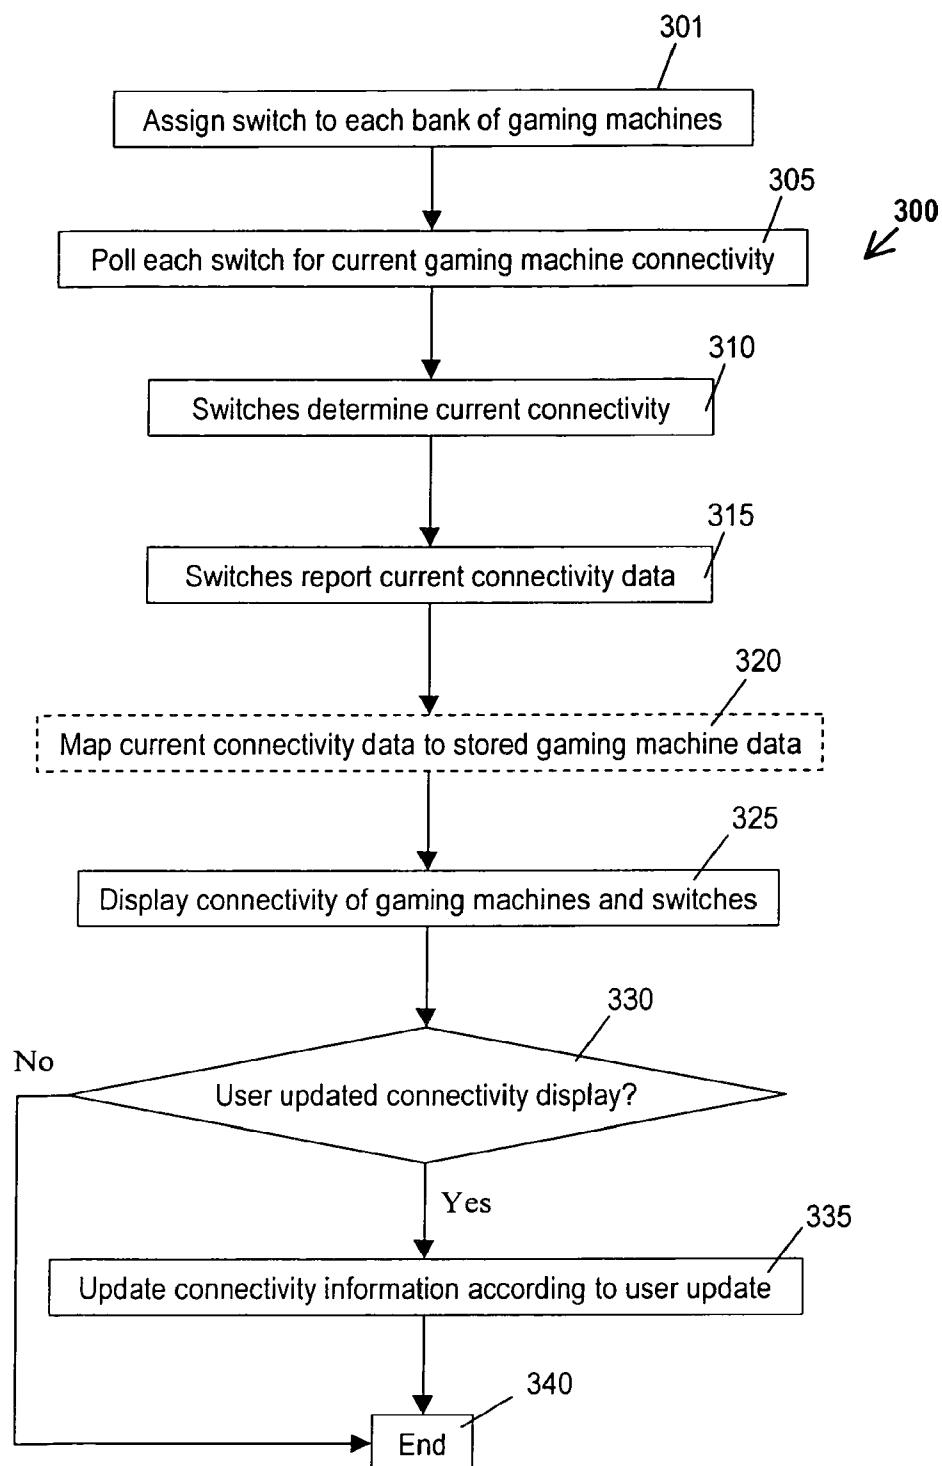 301
Assign switch to each bank of gaming machines
305
300
Poll each switch for current gaming machine connectivity
310
Switches determine current connectivity
315
Switches report current connectivity data
320
Map current connectivity data to stored gaming machine data
325
Display connectivity of gaming machines and switches
330
No
User updated connectivity display?
Yes
335
Update connectivity information according to user update
340
End